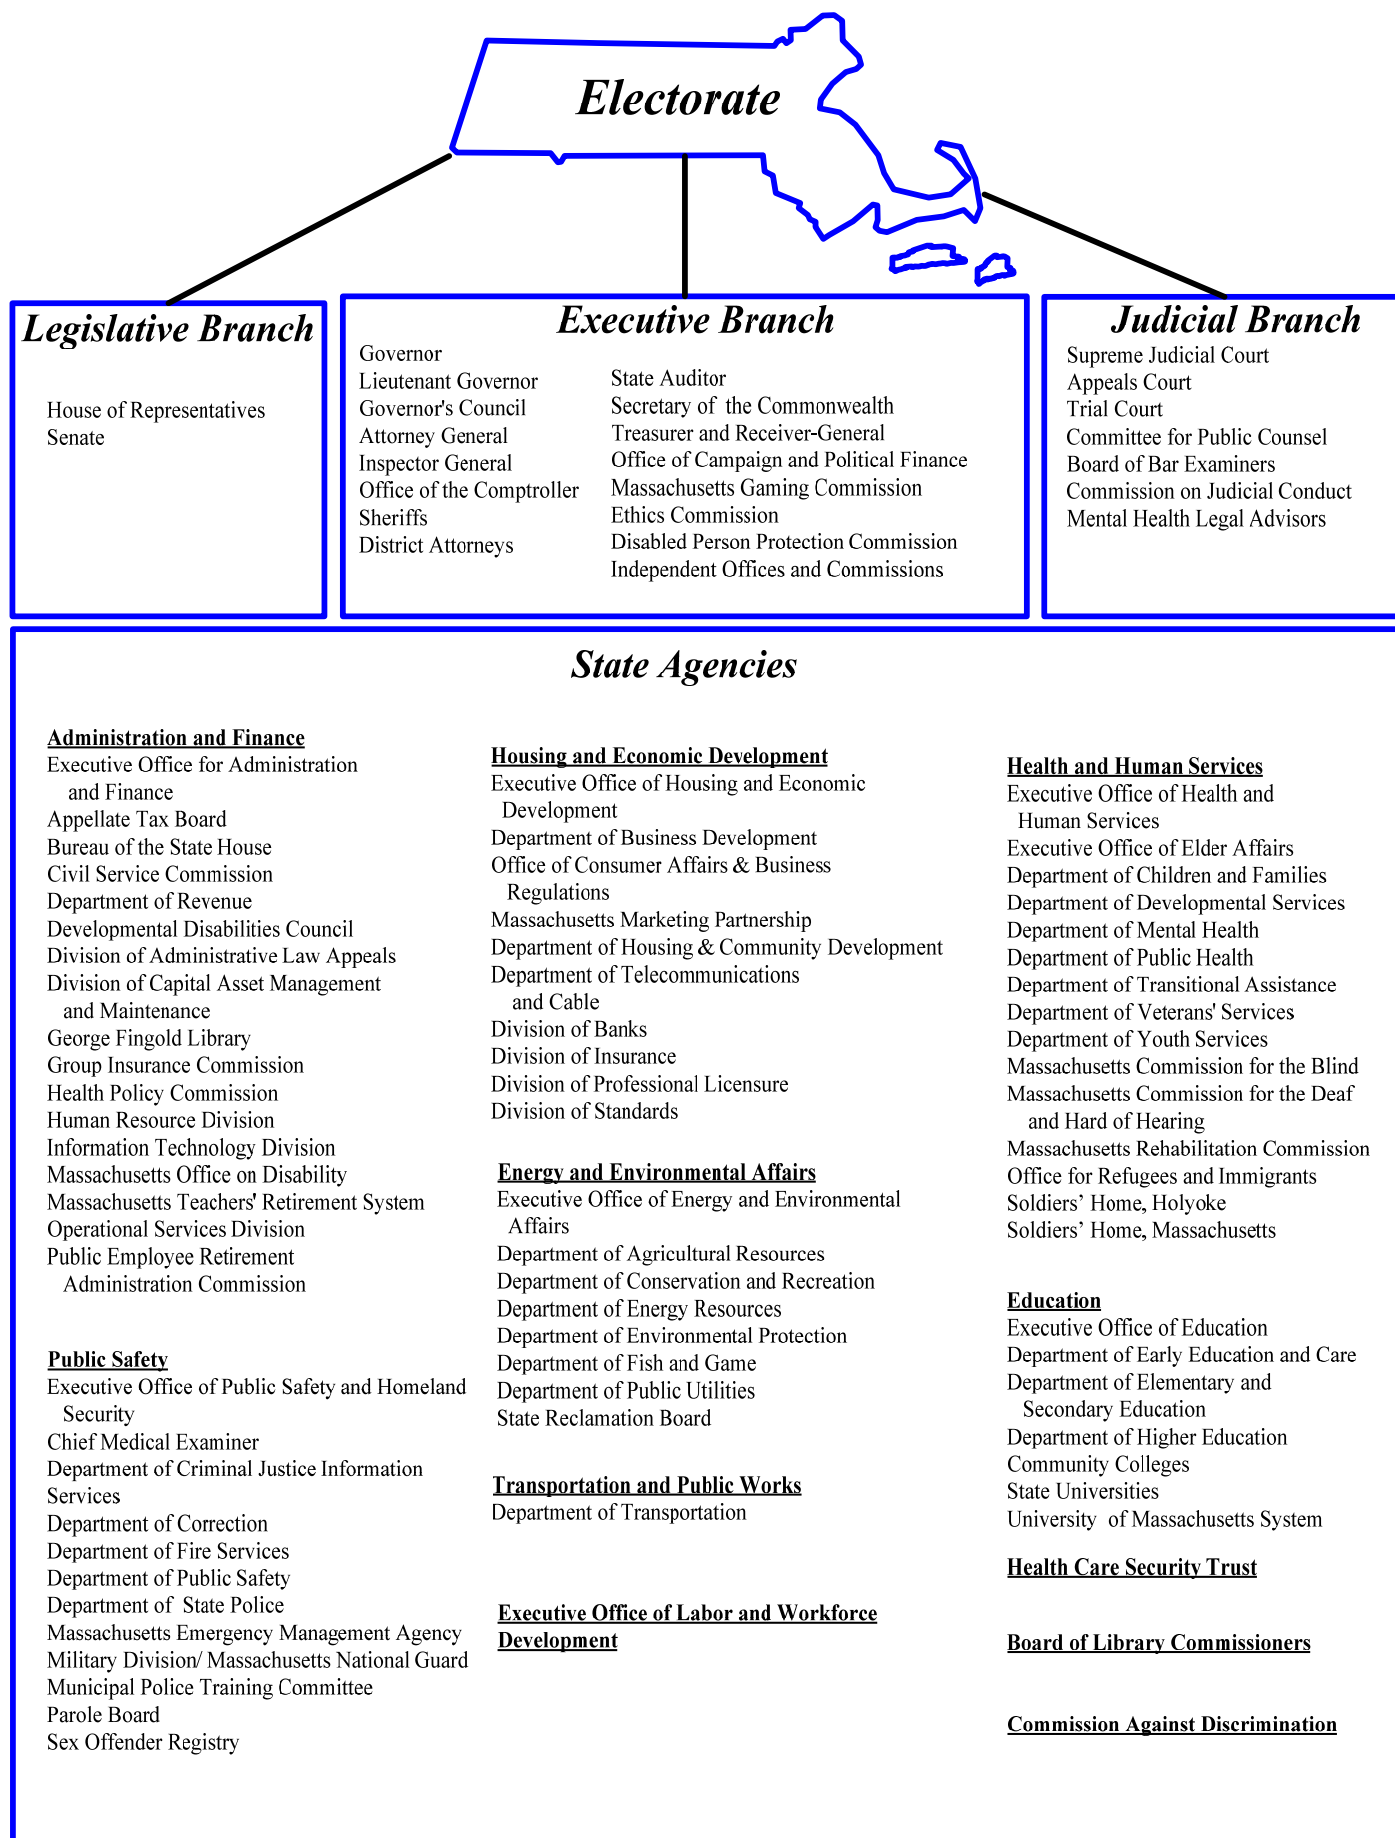 Electorate
Legislative Branch
House of Representatives
Senate
Executive Branch
Governor
Lieutenant Governor
Governor's Council
Attorney General
Inspector General
Office of the Comptroller
Sheriffs
District Attorneys
State Auditor
Secretary of the Commonwealth
Treasurer and Receiver-General
Office of Campaign and Political Finance
Massachusetts Gaming Commission
Ethics Commission
Disabled Person Protection Commission
Independent Offices and Commissions
Judicial Branch
Supreme Judicial Court
Appeals Court
Trial Court
Committee for Public Counsel
Board of Bar Examiners
Commission on Judicial Conduct
Mental Health Legal Advisors
State Agencies
Administration and Finance
Executive Office for Administration
and Finance
Appellate Tax Board
Bureau of the State House
Civil Service Commission
Department of Revenue
Developmental Disabilities Council
Division of Administrative Law Appeals
Division of Capital Asset Management
and Maintenance
George Fingold Library
Group Insurance Commission
Health Policy Commission
Human Resource Division
Information Technology Division
Massachusetts Office on Disability
Massachusetts Teachers' Retirement System
Operational Services Division
Public Employee Retirement
Administration Commission
Public Safety
Executive Office of Public Safety and Homeland
Security
Chief Medical Examiner
Department of Criminal Justice Information
Services
Department of Correction
Department of Fire Services
Department of Public Safety
Department of State Police
Massachusetts Emergency Management Agency
Military Division/ Massachusetts National Guard
Municipal Police Training Committee
Parole Board
Sex Offender Registry
Housing and Economic Development
Executive Office of Housing and Economic
Development
Department of Business Development
Office of Consumer Affairs & Business
Regulations
Massachusetts Marketing Partnership
Department of Housing & Community Development
Department of Telecommunications
and Cable
Division of Banks
Division of Insurance
Division of Professional Licensure
Division of Standards
Energy and Environmental Affairs
Executive Office of Energy and Environmental
Affairs
Department of Agricultural Resources
Department of Conservation and Recreation
Department of Energy Resources
Department of Environmental Protection
Department of Fish and Game
Department of Public Utilities
State Reclamation Board
Transportation and Public Works
Department of Transportation
Executive Office of Labor and Workforce
Development
Health and Human Services
Executive Office of Health and
Human Services
Executive Office of Elder Affairs
Department of Children and Families
Department of Developmental Services
Department of Mental Health
Department of Public Health
Department of Transitional Assistance
Department of Veterans' Services
Department of Youth Services
Massachusetts Commission for the Blind
Massachusetts Commission for the Deaf
and Hard of Hearing
Massachusetts Rehabilitation Commission
Office for Refugees and Immigrants
Soldiers’ Home, Holyoke
Soldiers’ Home, Massachusetts
Education
Executive Office of Education
Department of Early Education and Care
Department of Elementary and
Secondary Education
Department of Higher Education
Community Colleges
State Universities
University of Massachusetts System
Health Care Security Trust
Board of Library Commissioners
Commission Against Discrimination